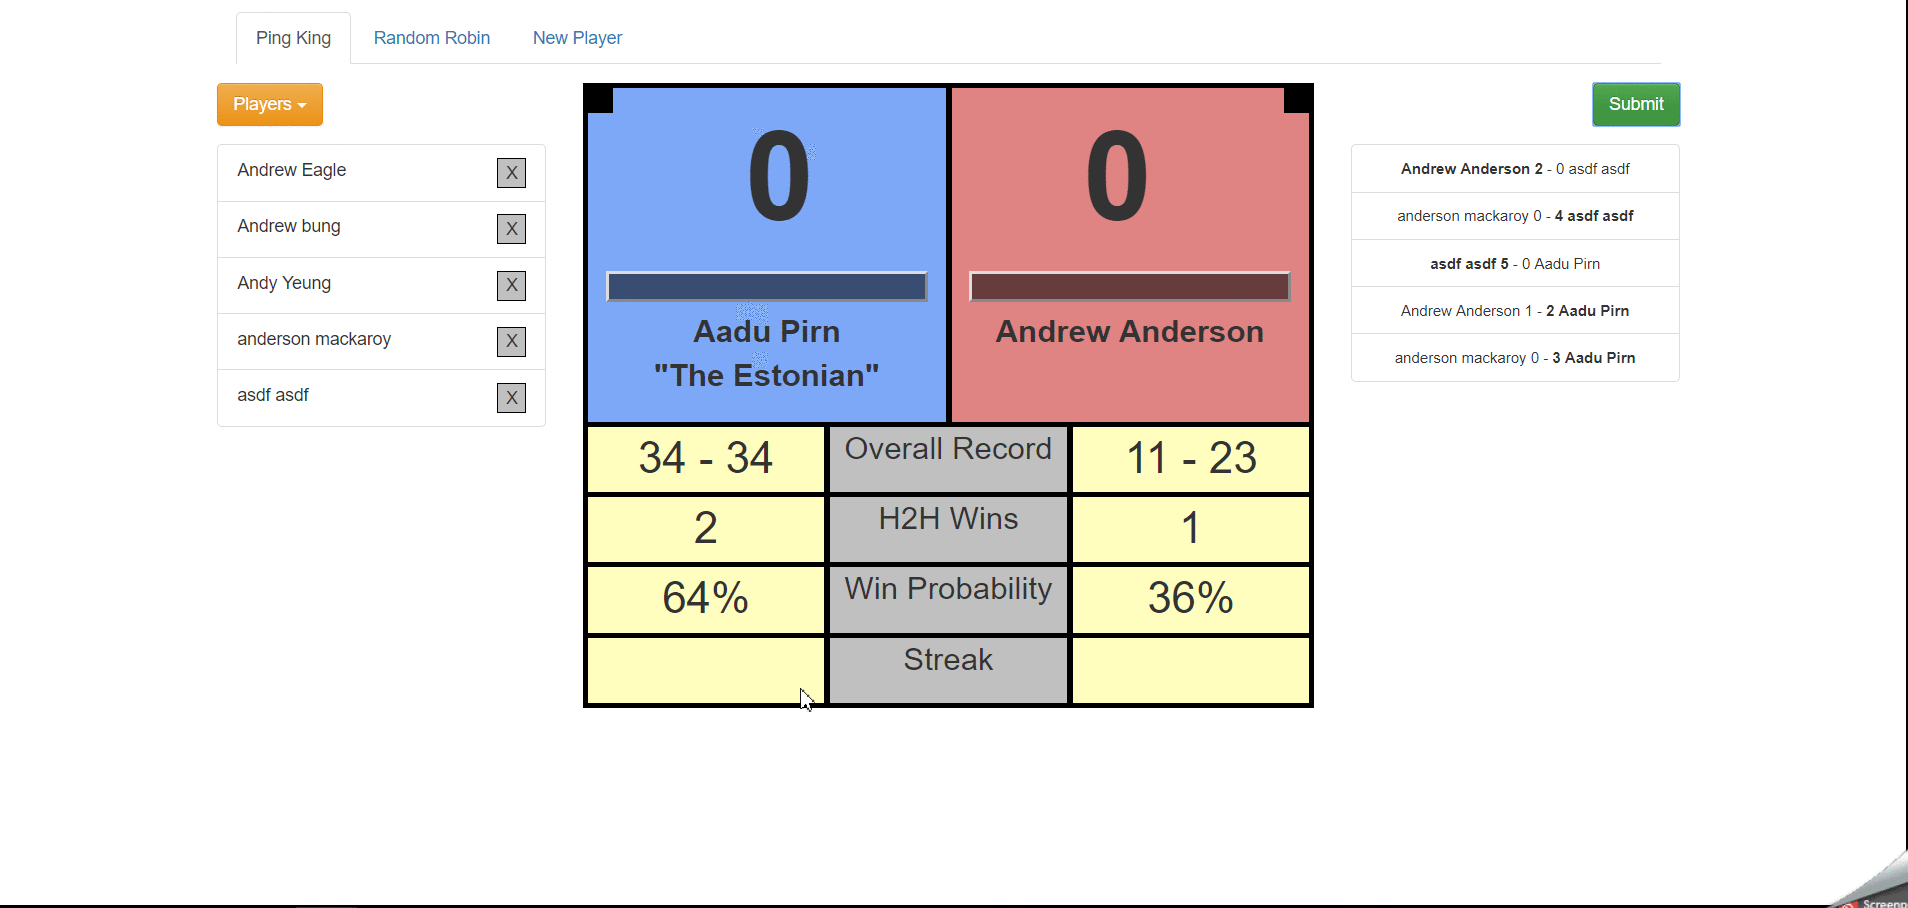 Ping King
Random Robin
New Player
Players
Submit
Andrew Eagle X
Andrew bung X
Andy Yeung X
anderson mackaroy X
asdf asdf X
0
0
Aadu Pirn
"The Estonian"
Andrew Anderson
34 - 34 Overall Record 11 - 23
2 H2H Wins 1
64% Win Probability 36%
Streak
Andrew Anderson 2 - 0 asdf asdf
anderson mackaroy 0 - 4 asdf asdf
asdf asdf 5 - 0 Aadu Pirn
Andrew Anderson 1 - 2 Aadu Pirn
anderson mackaroy 0 - 3 Aadu Pirn